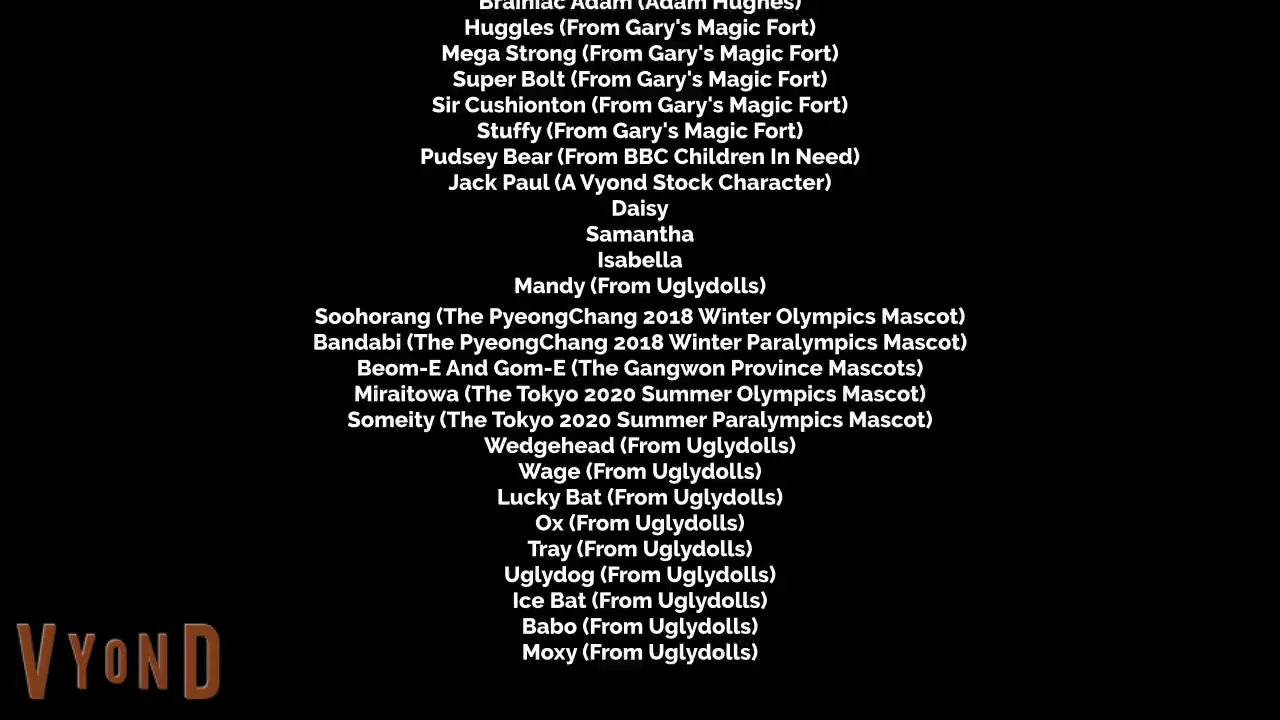 Brainiac Adam (Adam Hughes)
Huggles (From Gary's Magic Fort)
Mega Strong (From Gary's Magic Fort)
Super Bolt (From Gary's Magic Fort)
Sir Cushionton (From Gary's Magic Fort)
Stuffy (From Gary's Magic Fort)
Pudsey Bear (From BBC Children In Need)
Jack Paul (A Vyond Stock Character)
Daisy
Samantha
Isabella
Mandy (From Uglydolls)
Soohorang (The PyeongChang 2018 Winter Olympics Mascot)
Bandabi (The PyeongChang 2018 Winter Paralympics Mascot)
Beom-E And Gom-E (The Gangwon Province Mascots)
Miraitowa (The Tokyo 2020 Summer Olympics Mascot)
Someity (The Tokyo 2020 Summer Paralympics Mascot)
Wedgehead (From Uglydolls)
Wage (From Uglydolls)
Lucky Bat (From Uglydolls)
Ox (From Uglydolls)
Tray (From Uglydolls)
Uglydog (From Uglydolls)
Ice Bat (From Uglydolls)
Babo (From Uglydolls)
Moxy (From Uglydolls)
VYOND